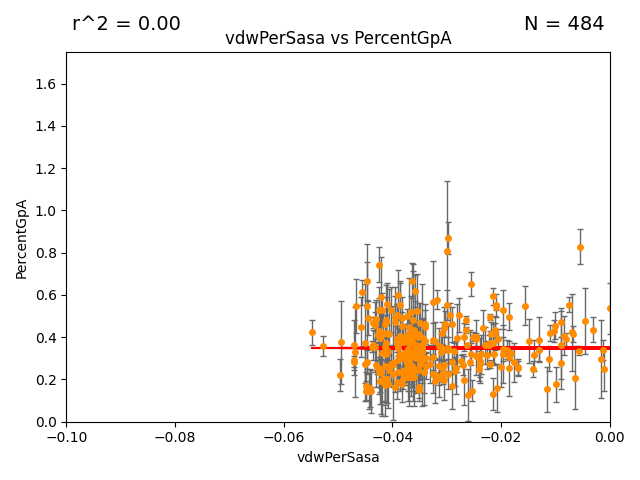 r^2 = 0.00
N = 484
vdwPerSasa vs PercentGpA
PercentGpA
1.6
1.4
1.2
1.0
0.8
0.6
0.4
0.2
0.0
−0.10 −0.08 −0.06 −0.04 −0.02 0.00
vdwPerSasa